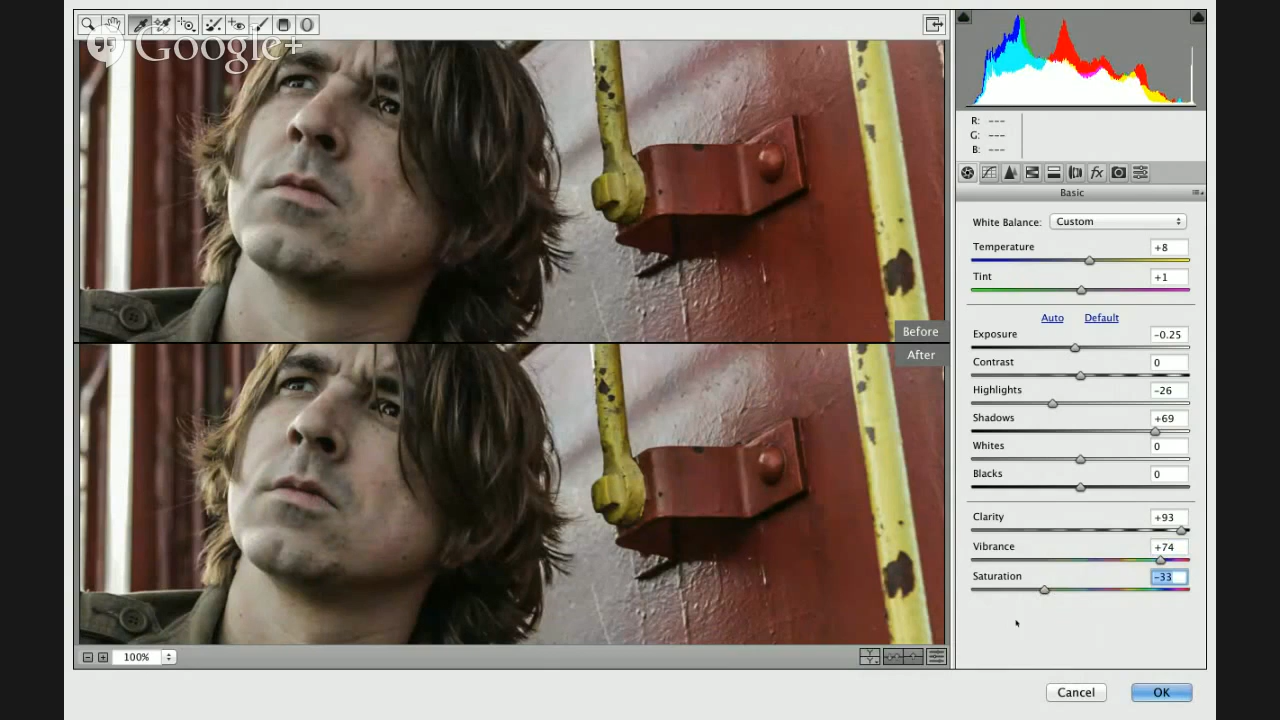 Google+
R: ---
G: ---
B: ---
fx
Basic
White Balance: Custom
Temperature +8
Tint +1
Auto Default
Exposure -0.25
Contrast 0
Highlights -26
Shadows +69
Whites 0
Blacks 0
Clarity +93
Vibrance +74
Saturation -33
Before
After
100%
Cancel OK